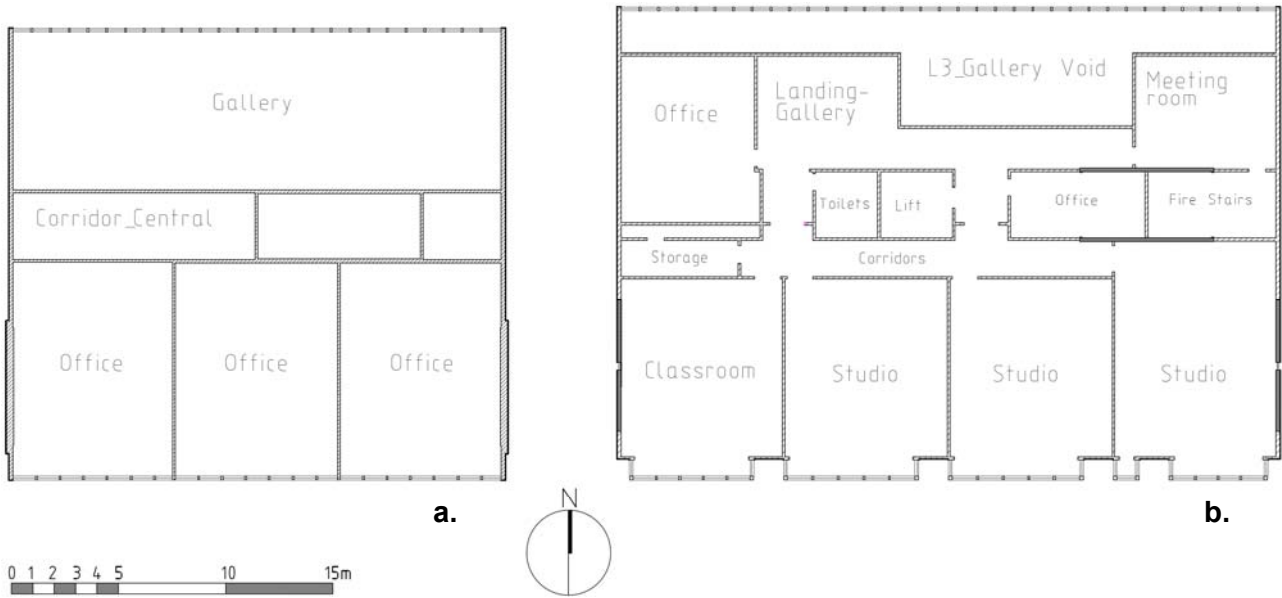 Gallery
Corridor_Central
Office
Office
Office
a.
L3_Gallery Void
Meeting
room
Landing-
Gallery
Office
Toilets
Lift
Office
Fire Stairs
Storage
Corridors
Classroom
Studio
Studio
Studio
b.
N
0 1 2 3 4 5 10 15m